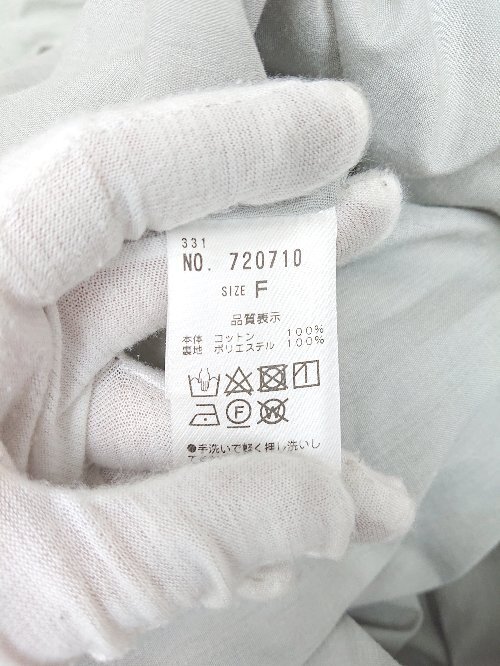 331
NO. 720710
SIZE F
品質表示
本体 コットン 100%
裏地 ポリエステル 100%
F W
●手洗いで軽く押し洗いし